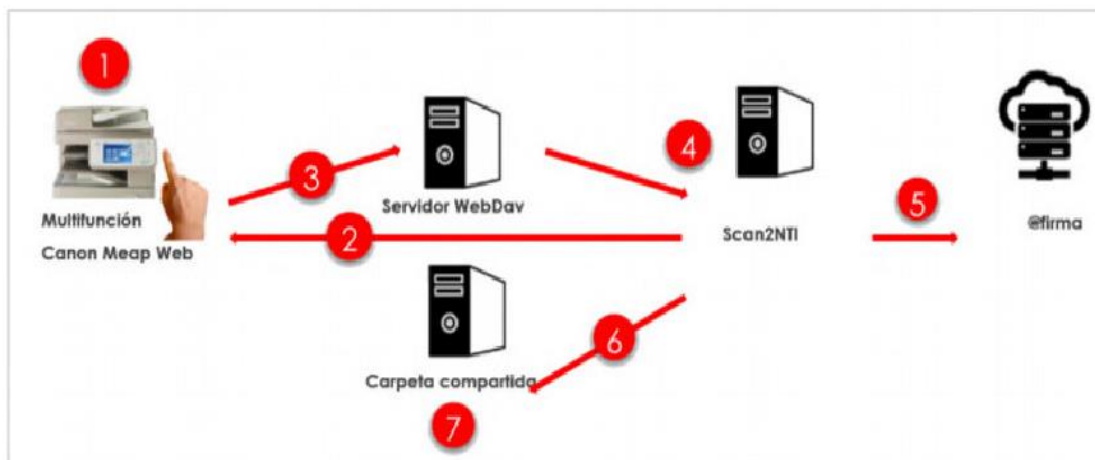 1
4
3
5
Servidor WebDav
Multifunción
Scan2NTI
@firma
2
Canon Meap Web
6
Carpeta compartida
7